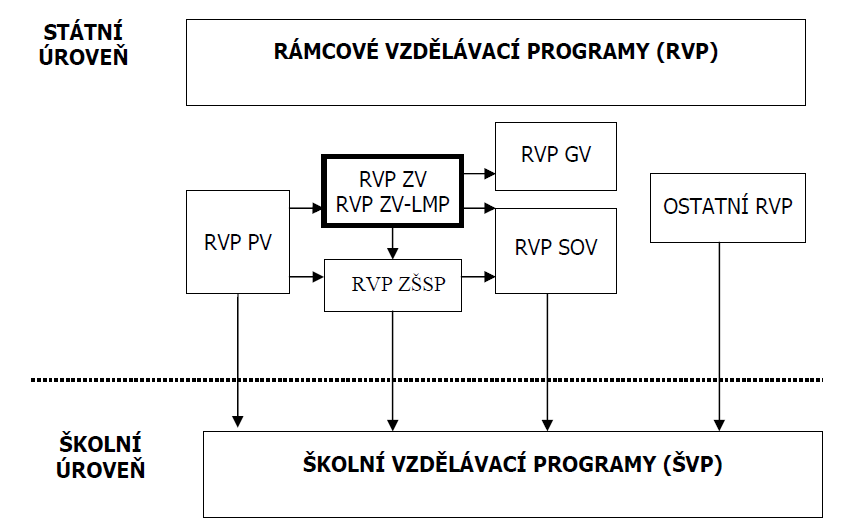 STÁTNÍ
ÚROVEŇ
RÁMCOVÉ VZDĚLÁVACÍ PROGRAMY (RVP)
RVP GV
RVP ZV
RVP ZV-LMP
OSTATNÍ RVP
RVP PV
RVP SOV
RVP ZŠSP
ŠKOLNÍ
ÚROVEŇ
ŠKOLNÍ VZDĚLÁVACÍ PROGRAMY (ŠVP)